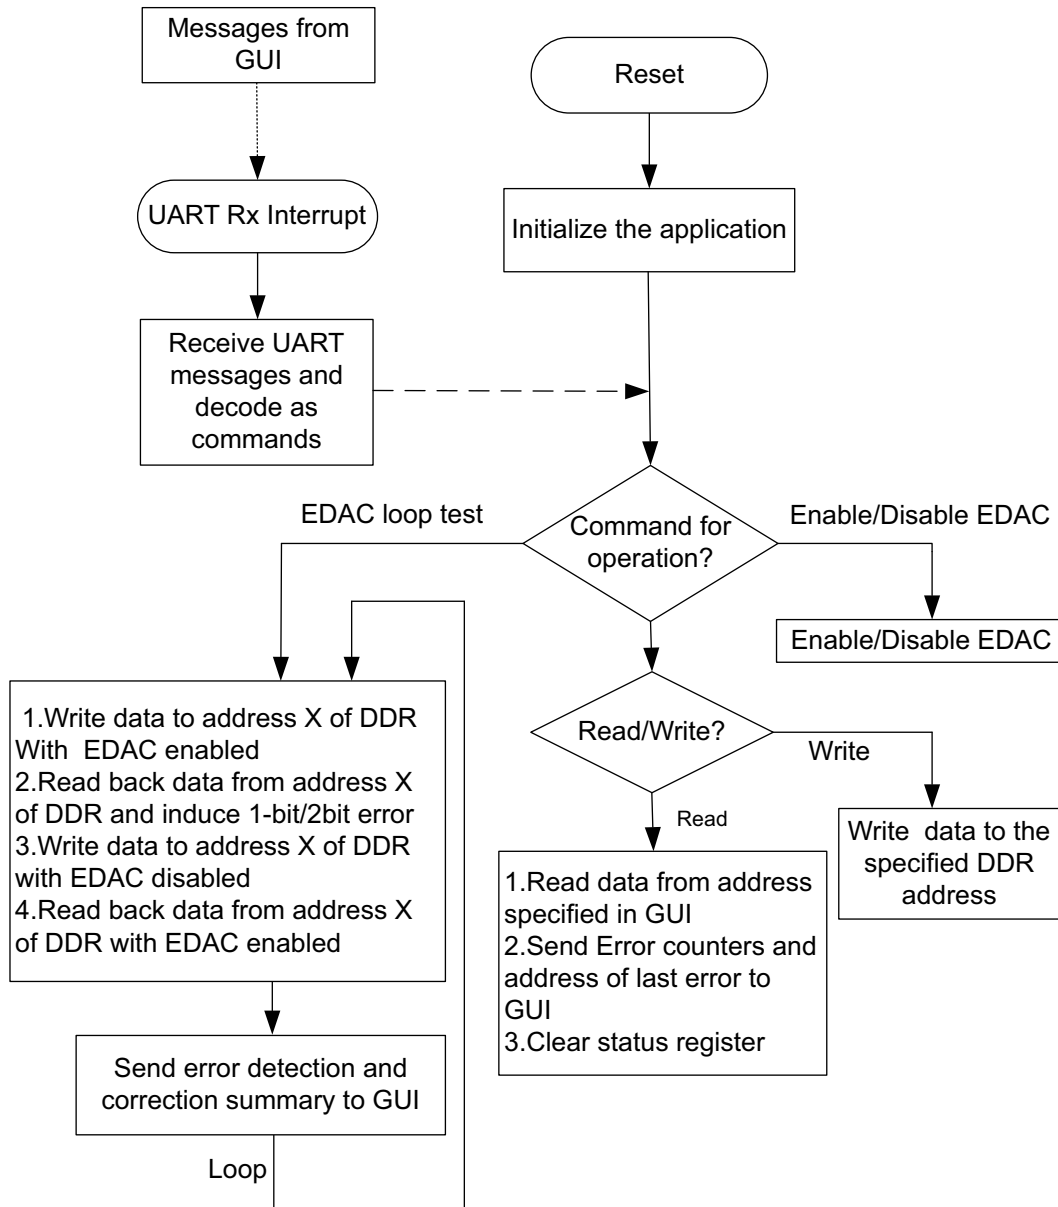 Messages from
GUI
Reset
UART Rx Interrupt
Initialize the application
Receive UART
messages and
decode as
commands
EDAC loop test
Command for
operation?
Enable/Disable EDAC
Enable/Disable EDAC
1.Write data to address X of DDR
With  EDAC enabled
2.Read back data from address X
of DDR and induce 1-bit/2bit error
3.Write data to address X of DDR
with EDAC disabled
4.Read back data from address X
of DDR with EDAC enabled
Read/Write?
Write
Read
Write  data to the
specified DDR
address
1.Read data from address
specified in GUI
2.Send Error counters and
address of last error to
GUI
3.Clear status register
Send error detection and
correction summary to GUI
Loop